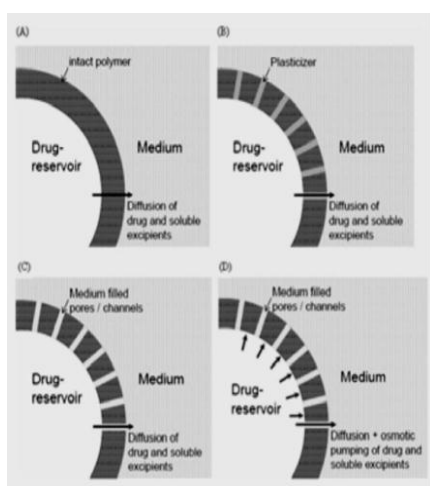 (A)
intact polymer
Drug-
reservoir
Medium
Diffusion of
drug and soluble
excipients
(B)
Plasticizer
Drug-
reservoir
Medium
Diffusion of
drug and soluble
excipients
(C)
Medium filled
pores / channels
Drug-
reservoir
Medium
Diffusion of
drug and soluble
excipients
(D)
Medium filled
pores / channels
Drug-
reservoir
Medium
Diffusion + osmotic
pumping of drug and
soluble excipients